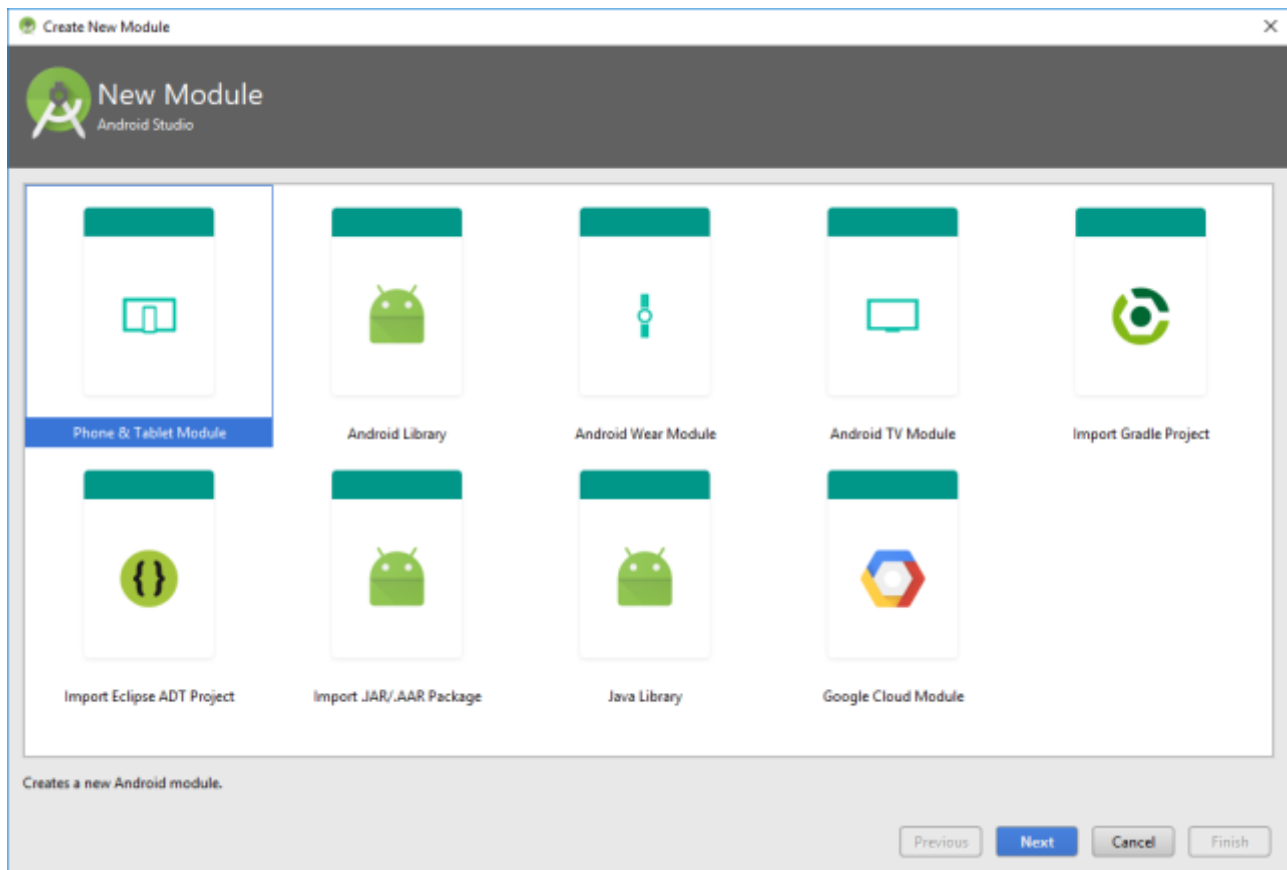 Create New Module
New Module
Android Studio
Phone & Tablet Module
Android Library
Android Wear Module
Android TV Module
Import Gradle Project
{}
Import Eclipse ADT Project
Import .JAR/.AAR Package
Java Library
Google Cloud Module
Creates a new Android module.
Previous
Next
Cancel
Finish